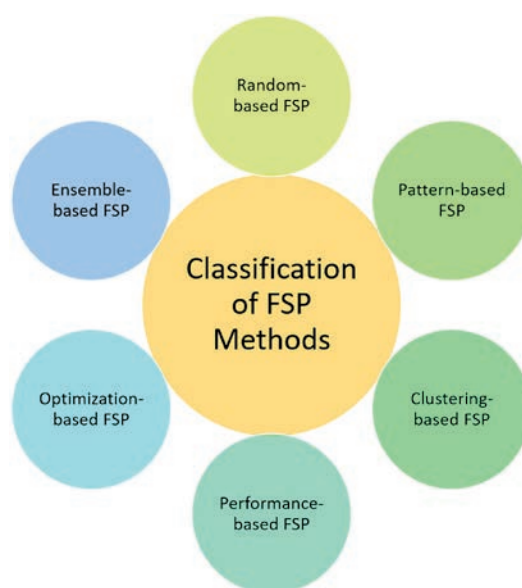 Random-
based FSP
Ensemble-
based FSP
Pattern-based
FSP
Classification
of FSP
Methods
Optimization-
based FSP
Clustering-
based FSP
Performance-
based FSP